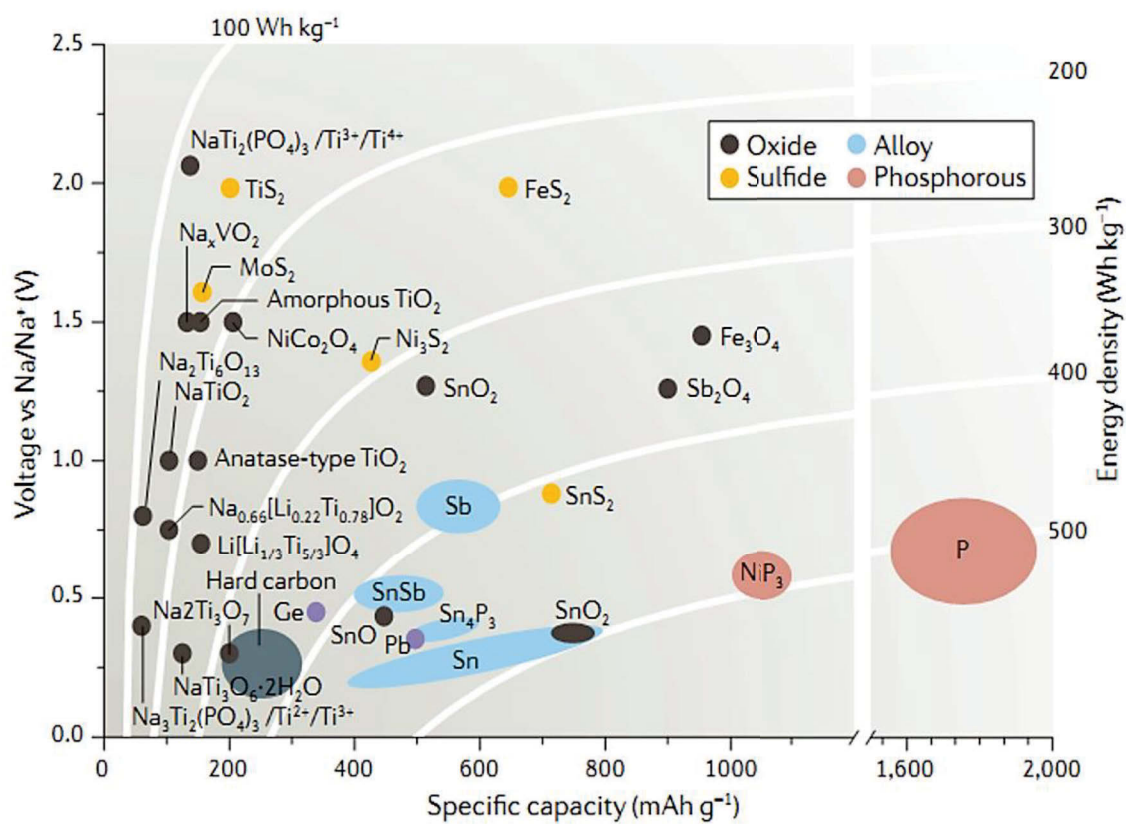 100 Wh kg⁻¹
2.5
200
NaTi₂(PO₄)₃ /Ti³⁺/Ti⁴⁺
Oxide
Alloy
Sulfide
Phosphorous
2.0
TiS₂
FeS₂
NaₓVO₂
300
MoS₂
Amorphous TiO₂
1.5
NiCo₂O₄
Ni₃S₂
Fe₃O₄
Na₂Ti₆O₁₃
NaTiO₂
SnO₂
Sb₂O₄
400
1.0
Anatase-type TiO₂
Na₀.₆₆[Li₀.₂₂Ti₀.₇₈]O₂
Sb
SnS₂
500
Li[Li₁/₃Ti₅/₃]O₄
P
Hard carbon
NiP₃
0.5
Na2Ti₃O₇
Ge
SnSb
Sn₄P₃
SnO₂
SnO
Pb
Sn
NaTi₃O₆·2H₂O
Na₃Ti₂(PO₄)₃ /Ti²⁺/Ti³⁺
0.0
0
200
400
600
800
1000
1,600
2,000
Specific capacity (mAh g⁻¹)
Voltage vs Na/Na⁺ (V)
Energy density (Wh kg⁻¹)